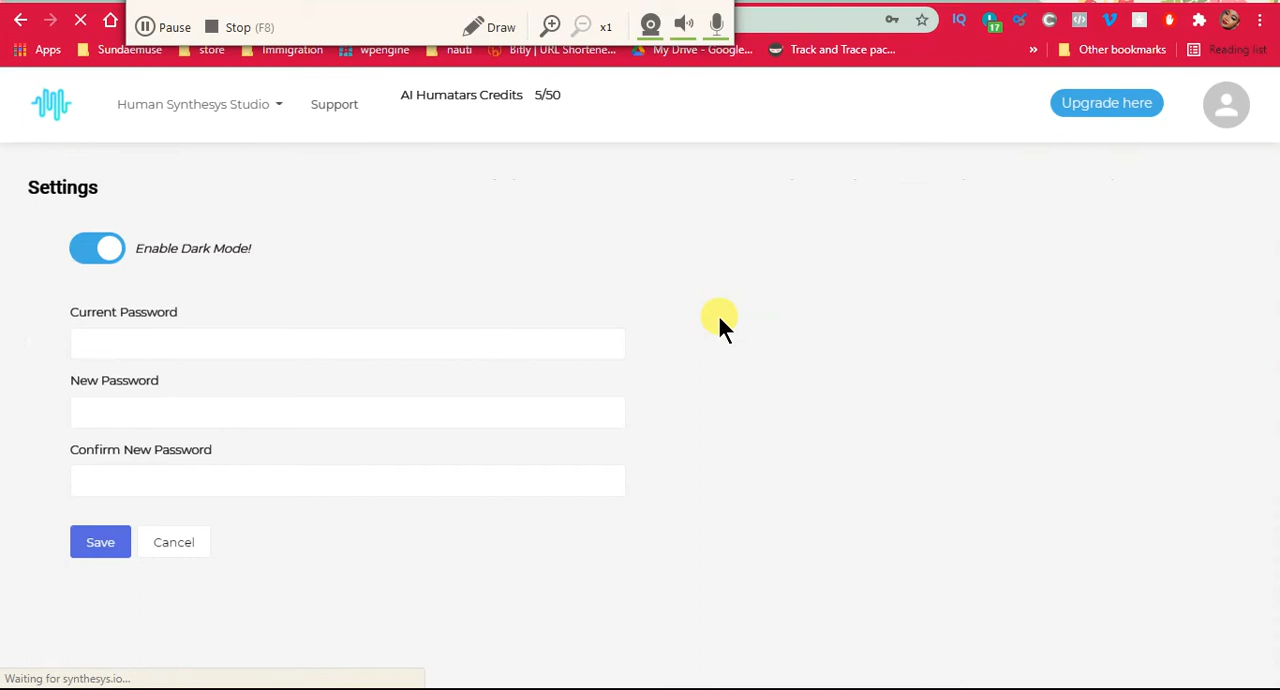 Pause Stop (F8) Draw x1
IQ 17
Apps Sundaemuse store Immigration wpengine nauti Bitly | URL Shortene... My Drive - Google... Track and Trace pac... » Other bookmarks Reading list
Human Synthesys Studio Support AI Humatars Credits 5/50 Upgrade here
Settings
Enable Dark Mode!
Current Password
New Password
Confirm New Password
Save Cancel
Waiting for synthesys.io...